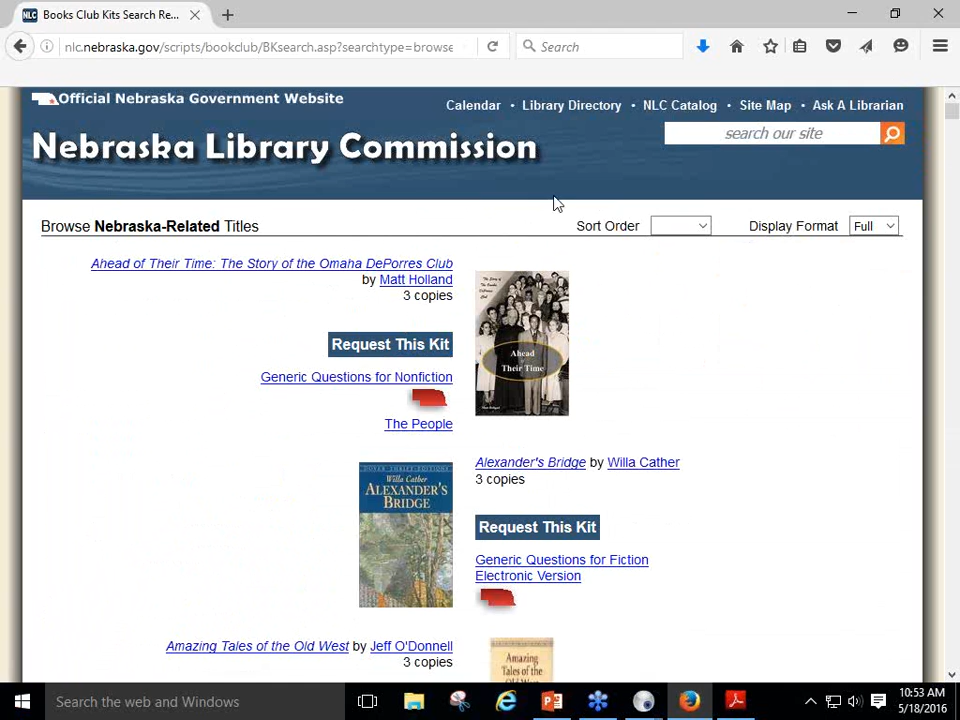 Books Club Kits Search Re...
nlc.nebraska.gov/scripts/bookclub/BKsearch.asp?searchtype=browse
Search
Official Nebraska Government Website
Calendar • Library Directory • NLC Catalog • Site Map • Ask A Librarian
Nebraska Library Commission
search our site
Browse Nebraska-Related Titles
Sort Order
Display Format
Full
Ahead of Their Time: The Story of the Omaha DePorres Club
by Matt Holland
3 copies
Request This Kit
Generic Questions for Nonfiction
The People
Ahead
Their Time
Willa Cather
ALEXANDER'S
BRIDGE
Alexander's Bridge by Willa Cather
3 copies
Request This Kit
Generic Questions for Fiction
Electronic Version
Amazing Tales of the Old West by Jeff O'Donnell
3 copies
Amazing
Tales of the
Old West
Search the web and Windows
10:53 AM
5/18/2016